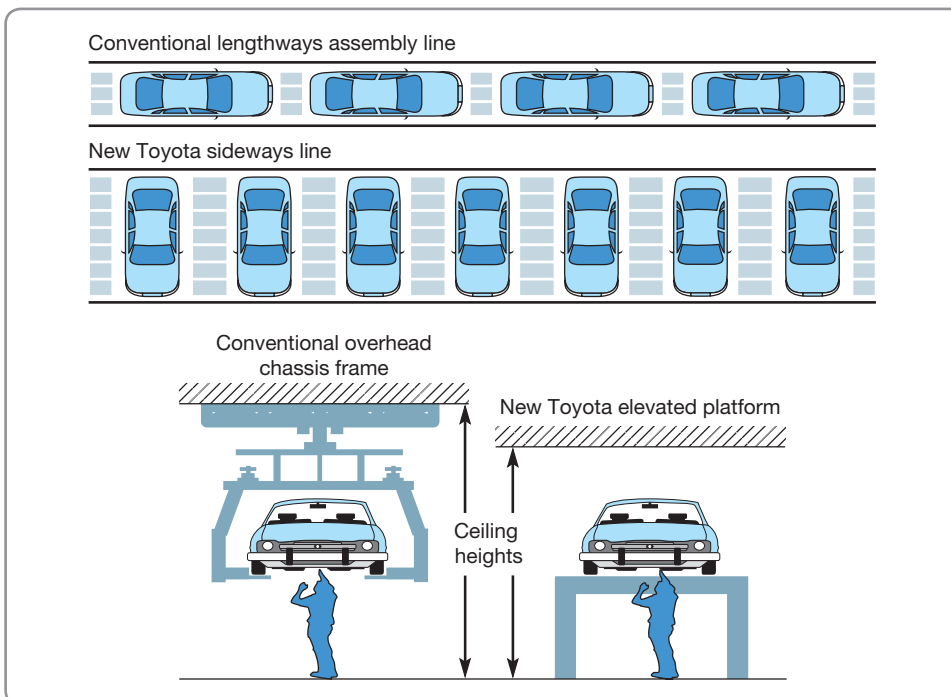 Conventional lengthways assembly line
New Toyota sideways line
Conventional overhead
chassis frame
New Toyota elevated platform
Ceiling
heights